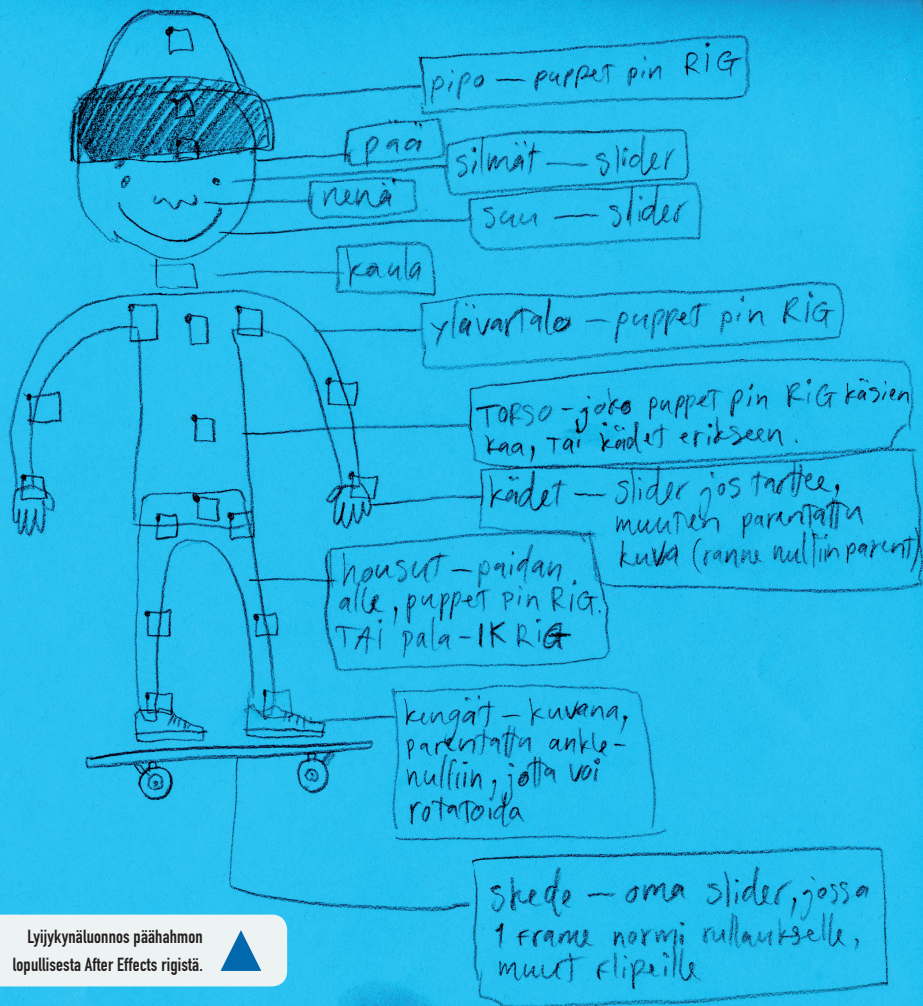 pipo — puppet pin RiG
pää
silmät — slider
nenä
suu — slider
kaula
ylävartalo — puppet pin RiG
TORSO - joko puppet pin RiG käsien
kaa, TAi kädet erikseen.
kädet — slider jos tarttee,
muuten parentattu
kuva (ranne nulliin parent)
housut — paidan
alle, puppet pin RiG.
TAi pala - IK RiG
kengät — kuvana,
parentattu ankle-
nulliin, jotta voi
rotatoida
skede — oma slider, jossa
1 frame normi rullaukselle,
muut flipeille
Lyijykynäluonnos päähahmon
lopullisesta After Effects rigistä.